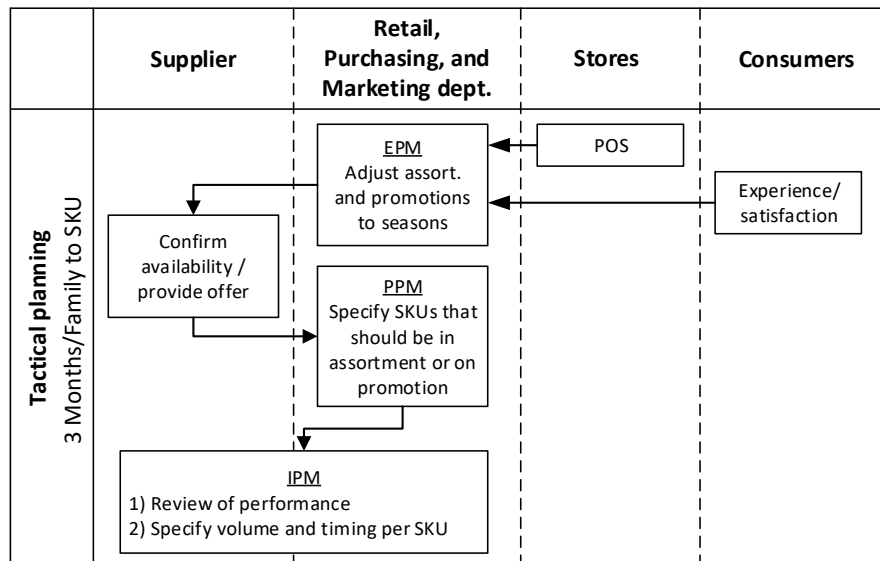 Supplier
Retail,
Purchasing, and
Marketing dept.
Stores
Consumers
Tactical planning
3 Months/Family to SKU
EPM
Adjust assort.
and promotions
to seasons
POS
Experience/
satisfaction
Confirm
availability /
provide offer
PPM
Specify SKUs that
should be in
assortment or on
promotion
IPM
1) Review of performance
2) Specify volume and timing per SKU